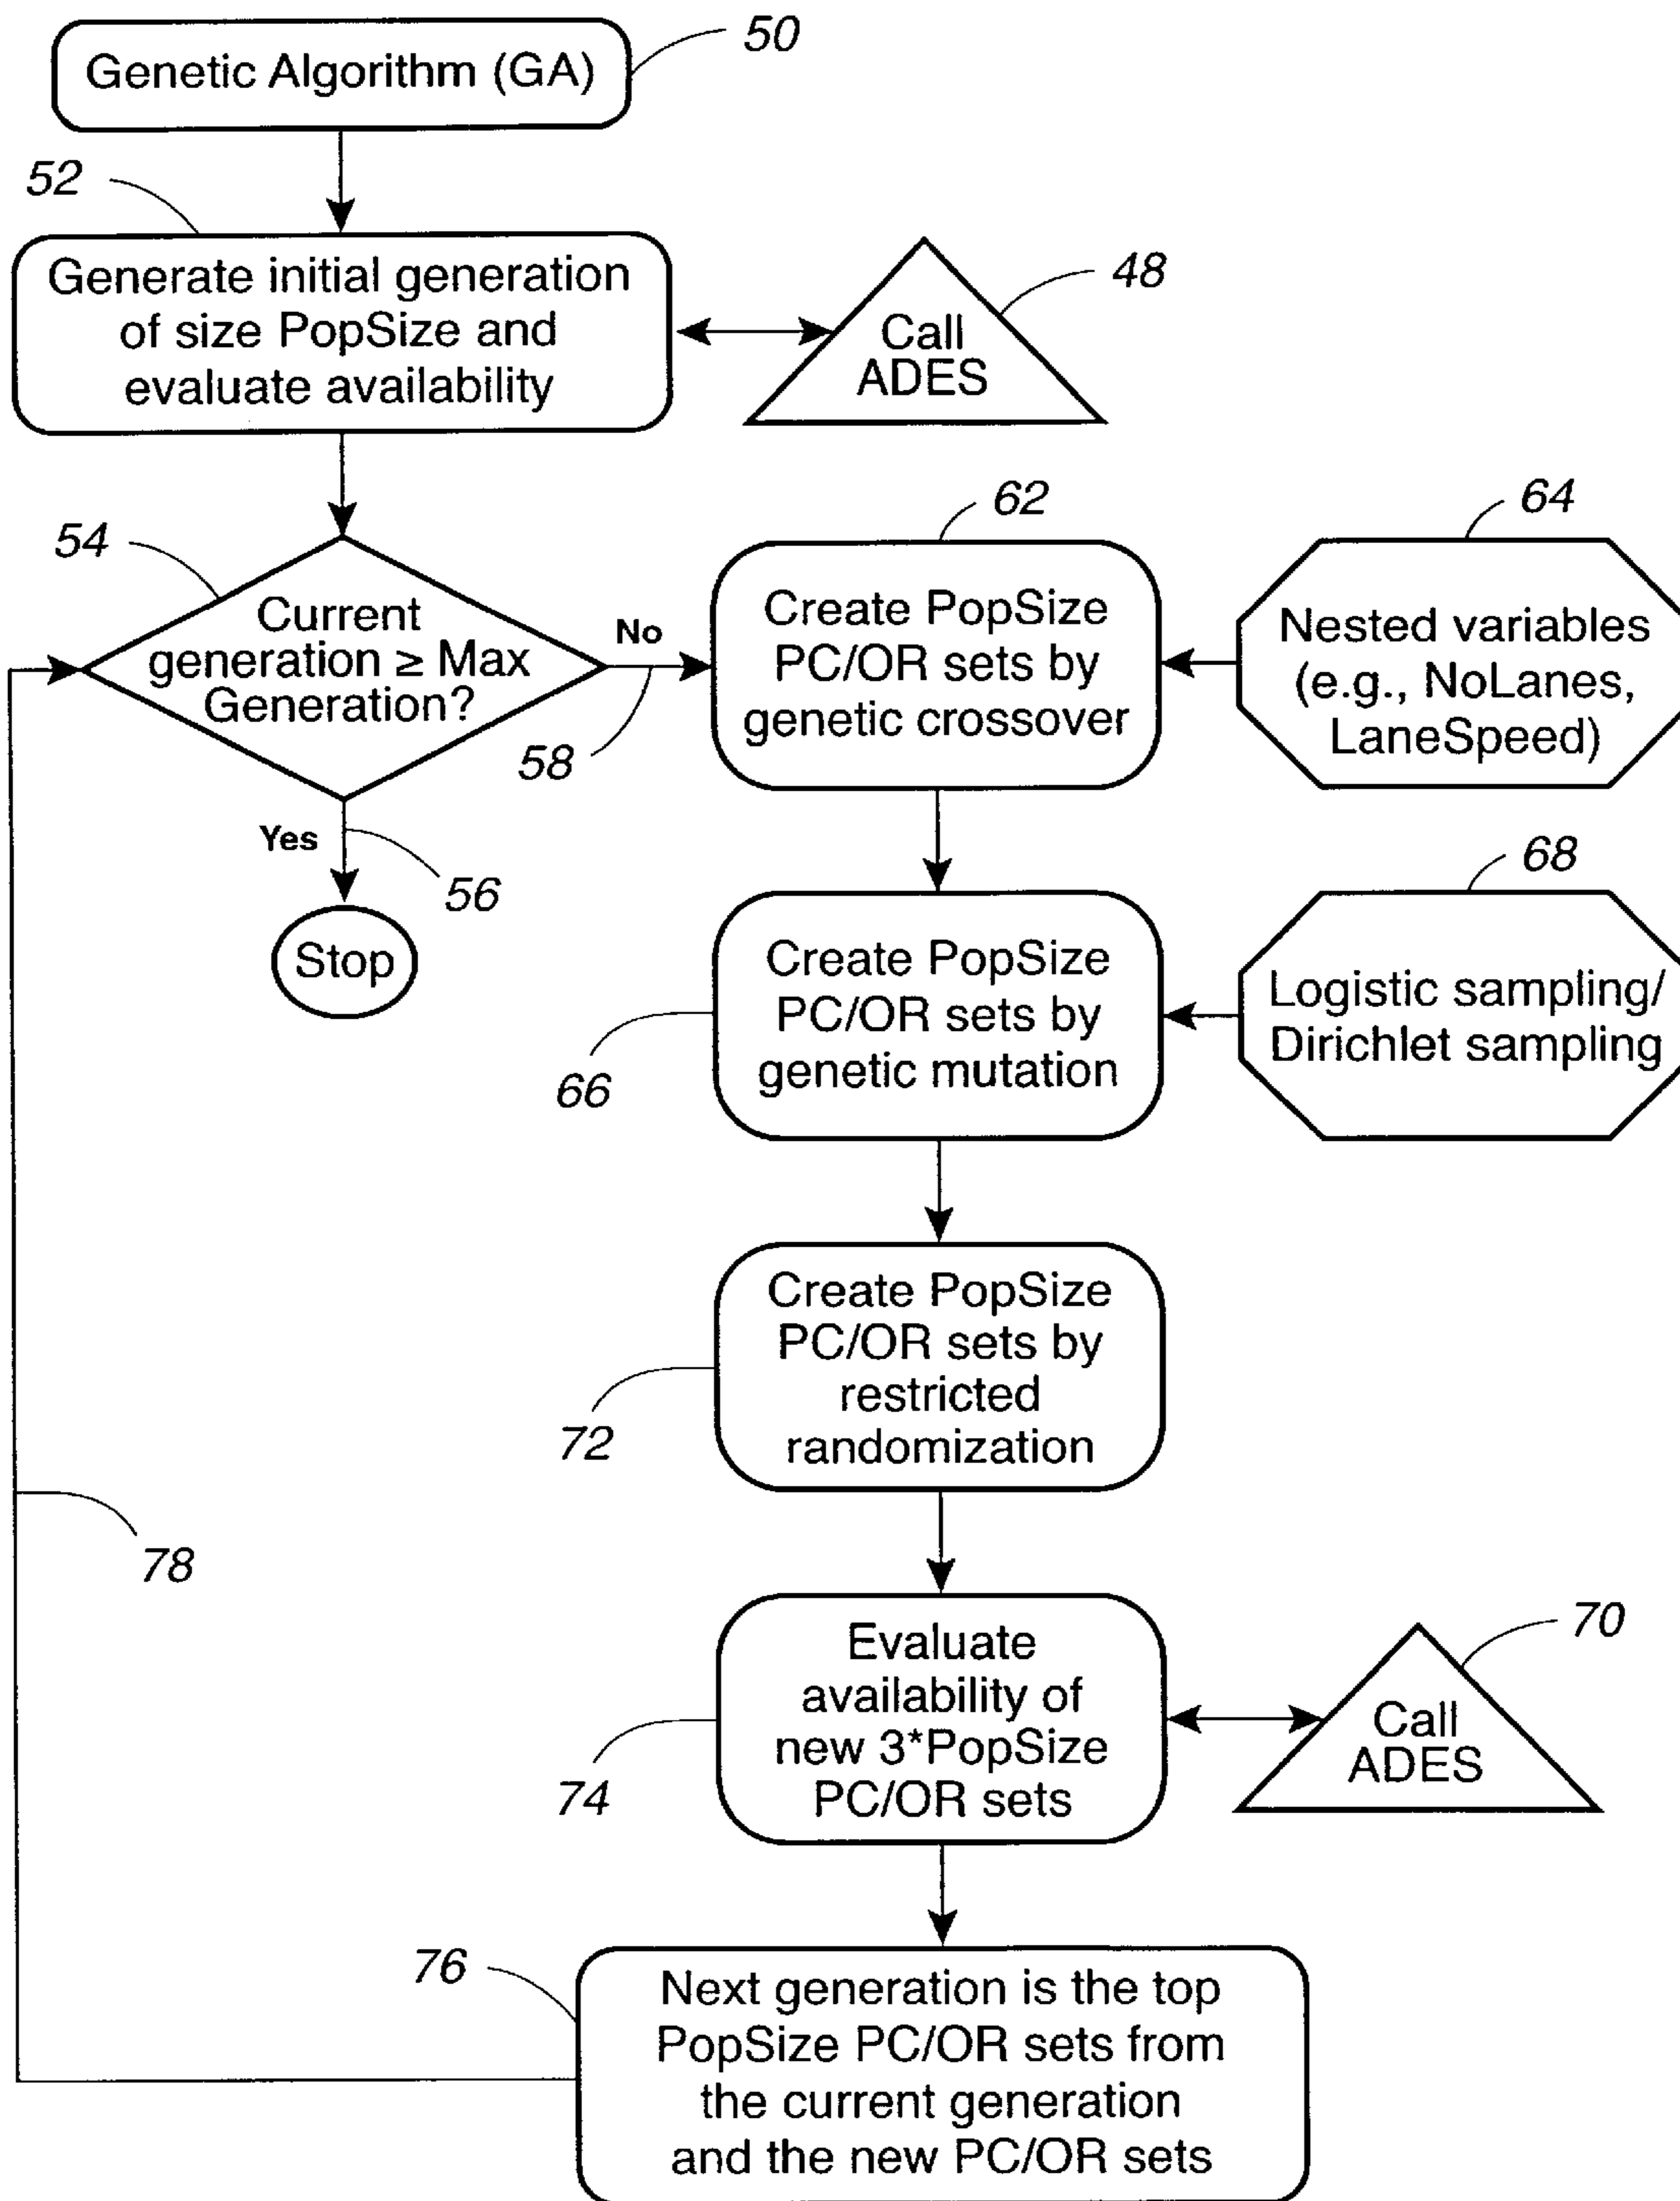 50
Genetic Algorithm (GA)
52
Generate initial generation
of size PopSize and
evaluate availability
48
Call
ADES
54
Current
generation ≥ Max
Generation?
No
58
Yes
56
Stop
62
Create PopSize
PC/OR sets by
genetic crossover
64
Nested variables
(e.g., NoLanes,
LaneSpeed)
66
Create PopSize
PC/OR sets by
genetic mutation
68
Logistic sampling/
Dirichlet sampling
72
Create PopSize
PC/OR sets by
restricted
randomization
74
Evaluate
availability of
new 3*PopSize
PC/OR sets
70
Call
ADES
76
Next generation is the top
PopSize PC/OR sets from
the current generation
and the new PC/OR sets
78